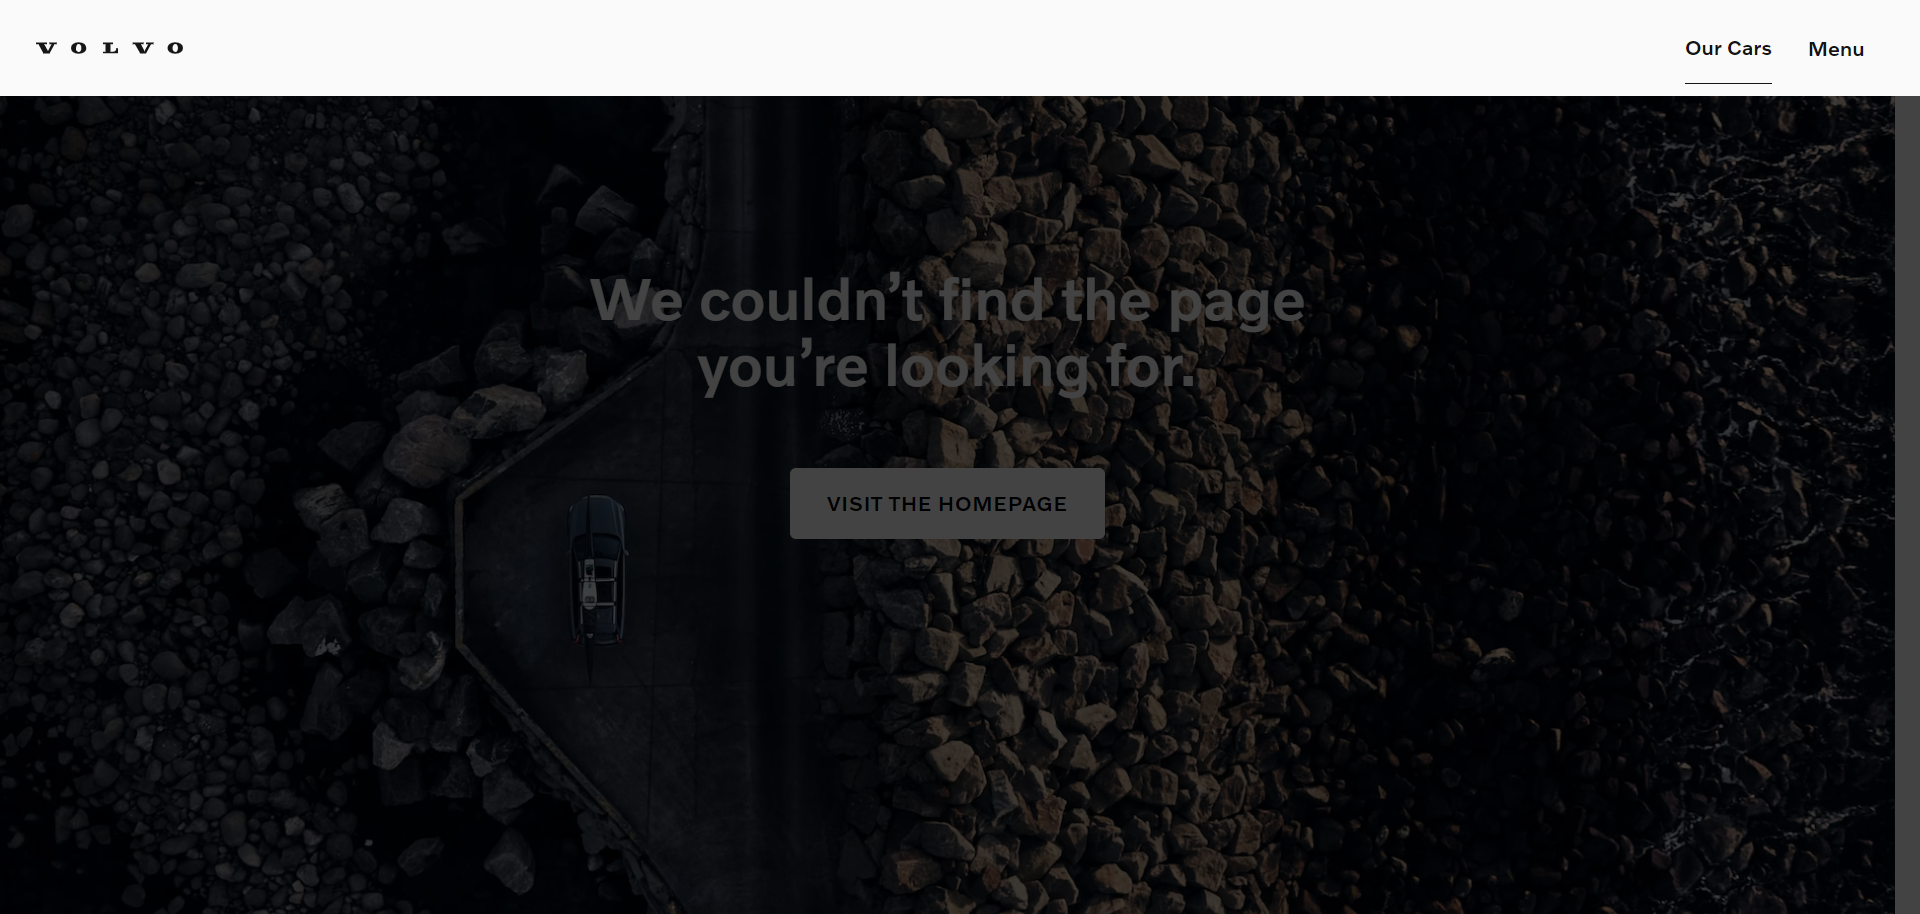 VOLVO
Our Cars
Menu
We couldn’t find the page
you’re looking for.
VISIT THE HOMEPAGE